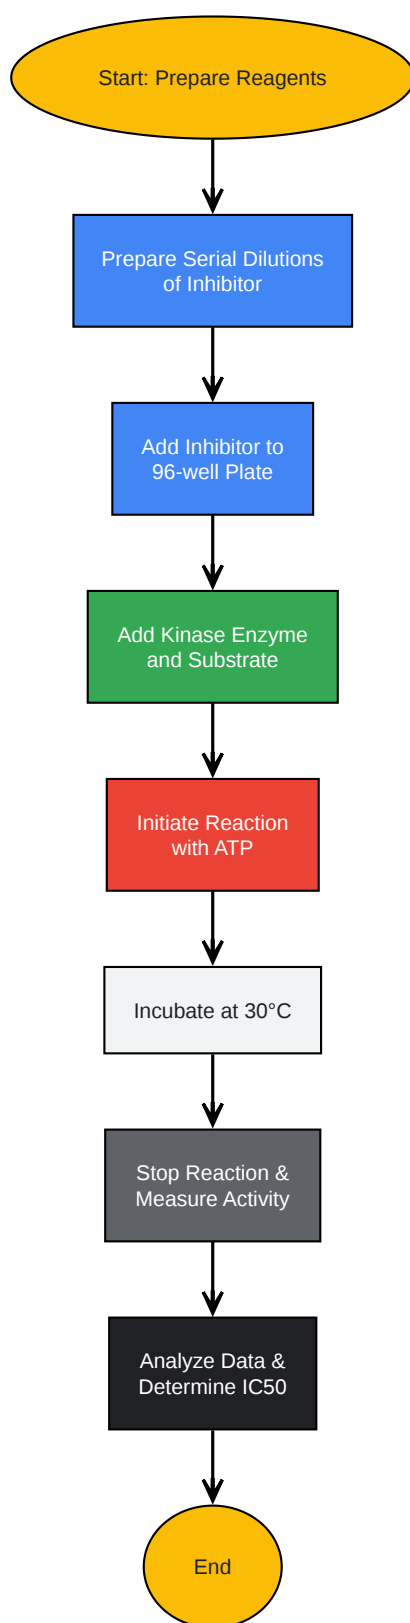 Start: Prepare Reagents
Prepare Serial Dilutions
of Inhibitor
Add Inhibitor to
96-well Plate
Add Kinase Enzyme
and Substrate
Initiate Reaction
with ATP
Incubate at 30°C
Stop Reaction &
Measure Activity
Analyze Data &
Determine IC50
End